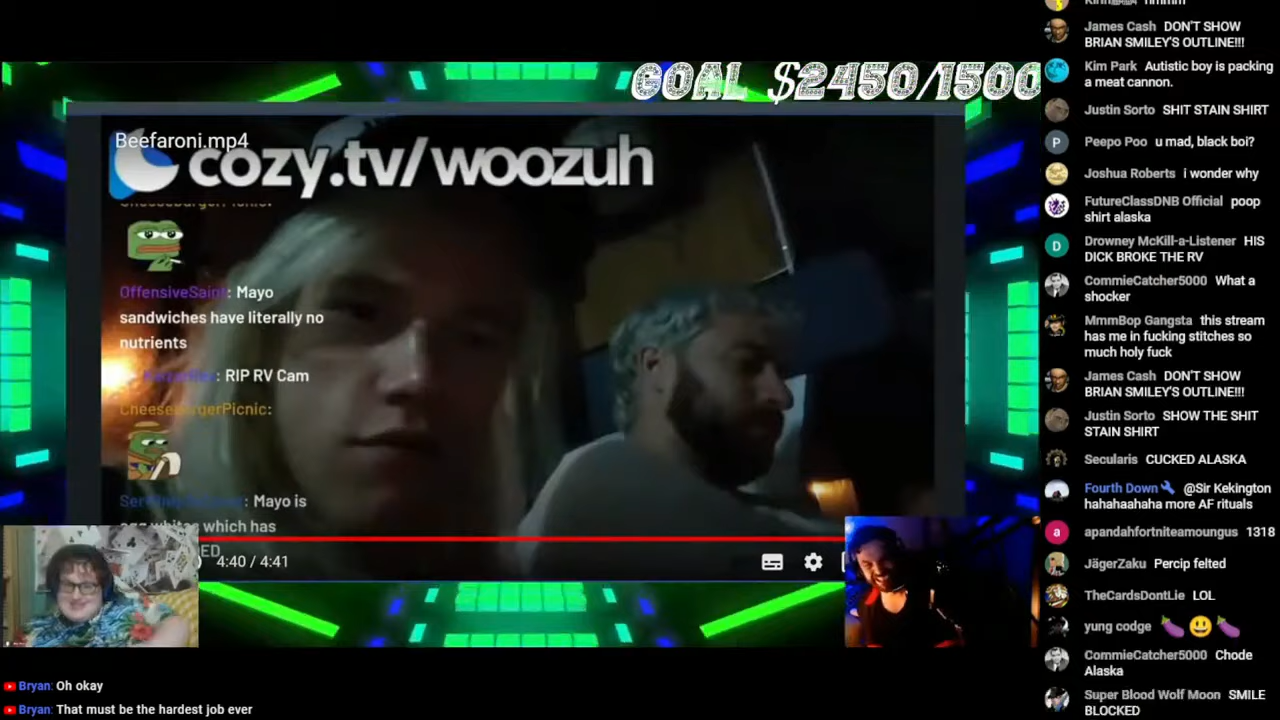 GOAL $2450/1500
Beefaroni.mp4
cozy.tv/woozuh
OffensiveSaint: Mayo
sandwiches have literally no
nutrients
: RIP RV Cam
CheeseburgerPicnic:
: Mayo is
egg whites which has
4:40 / 4:41
James Cash DON'T SHOW
BRIAN SMILEY'S OUTLINE!!!
Kim Park Autistic boy is packing
a meat cannon.
Justin Sorto SHIT STAIN SHIRT
P
Peepo Poo u mad, black boi?
Joshua Roberts i wonder why
FutureClassDNB Official poop
shirt alaska
D
Drowney McKill-a-Listener HIS
DICK BROKE THE RV
CommieCatcher5000 What a
shocker
MmmBop Gangsta this stream
has me in fucking stitches so
much holy fuck
James Cash DON'T SHOW
BRIAN SMILEY'S OUTLINE!!!
Justin Sorto SHOW THE SHIT
STAIN SHIRT
Secularis CUCKED ALASKA
Fourth Down @Sir Kekington
hahahaahaha more AF rituals
a
apandahfortniteamoungus 1318
JägerZaku Percip felted
TheCardsDontLie LOL
yung codge 🍆😃🍆
CommieCatcher5000 Chode
Alaska
Super Blood Wolf Moon SMILE
BLOCKED
Bryan: Oh okay
Bryan: That must be the hardest job ever